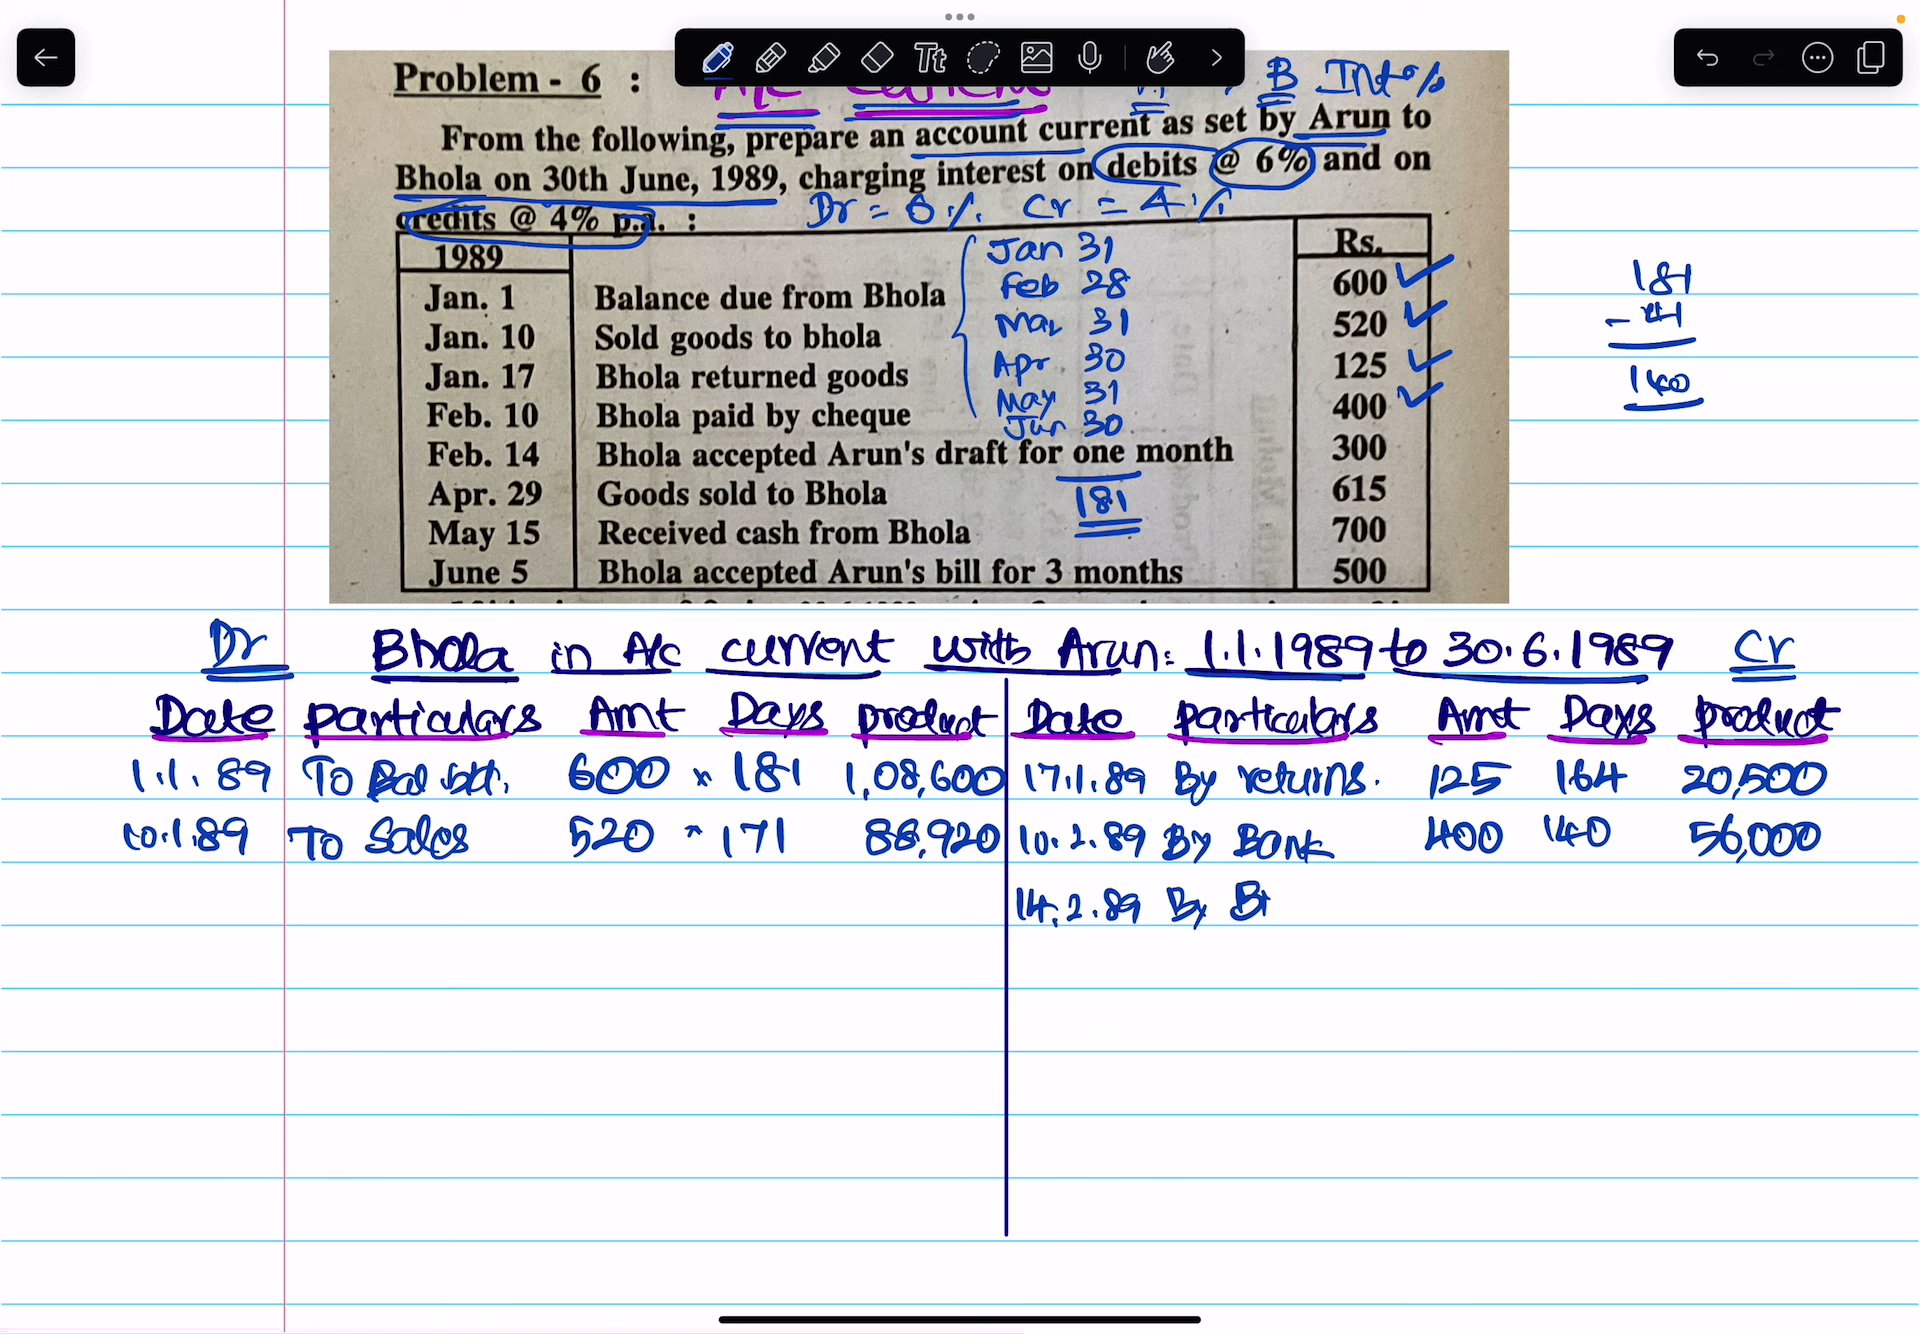 Tt
B Int%
Problem - 6 :
From the following, prepare an account current as set by Arun to
Bhola on 30th June, 1989, charging interest on debits @ 6% and on
credits @ 4% p.a. : Dr = 6% Cr = 4%
1989 Rs.
Jan. 1 Balance due from Bhola 600
Jan. 10 Sold goods to bhola 520
Jan. 17 Bhola returned goods 125
Feb. 10 Bhola paid by cheque 400
Feb. 14 Bhola accepted Arun's draft for one month 300
Apr. 29 Goods sold to Bhola 615
May 15 Received cash from Bhola 700
June 5 Bhola accepted Arun's bill for 3 months 500
Jan 31
Feb 28
Mar 31
Apr 30
May 31
Jun 30
181
181
- 41
140
Dr Bhola in A/c current with Arun: 1.1.1989 to 30.6.1989 Cr
Date particulars Amt Days product Date particulars Amt Days product
1.1.89 To Bal b/d. 600 × 181 1,08,600 17.1.89 By returns. 125 164 20,500
10.1.89 To Sales 520 × 171 88,920 10.2.89 By Bank 400 140 56,000
14.2.89 By B